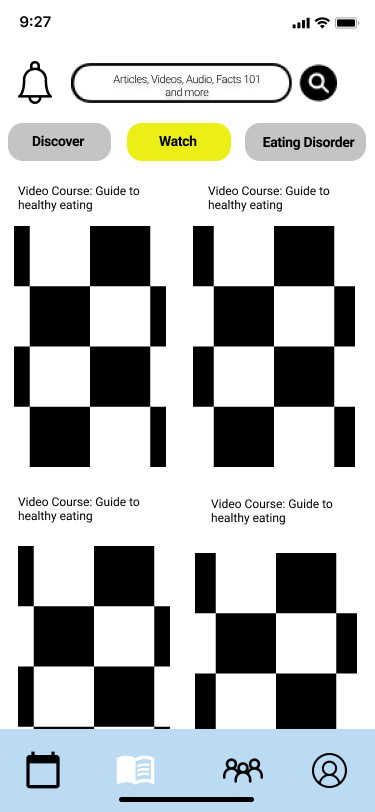 9:27
Articles, Videos, Audio, Facts 101
and more
Discover
Watch
Eating Disorder
Video Course: Guide to
healthy eating
Video Course: Guide to
healthy eating
Video Course: Guide to
healthy eating
Video Course: Guide to
healthy eating